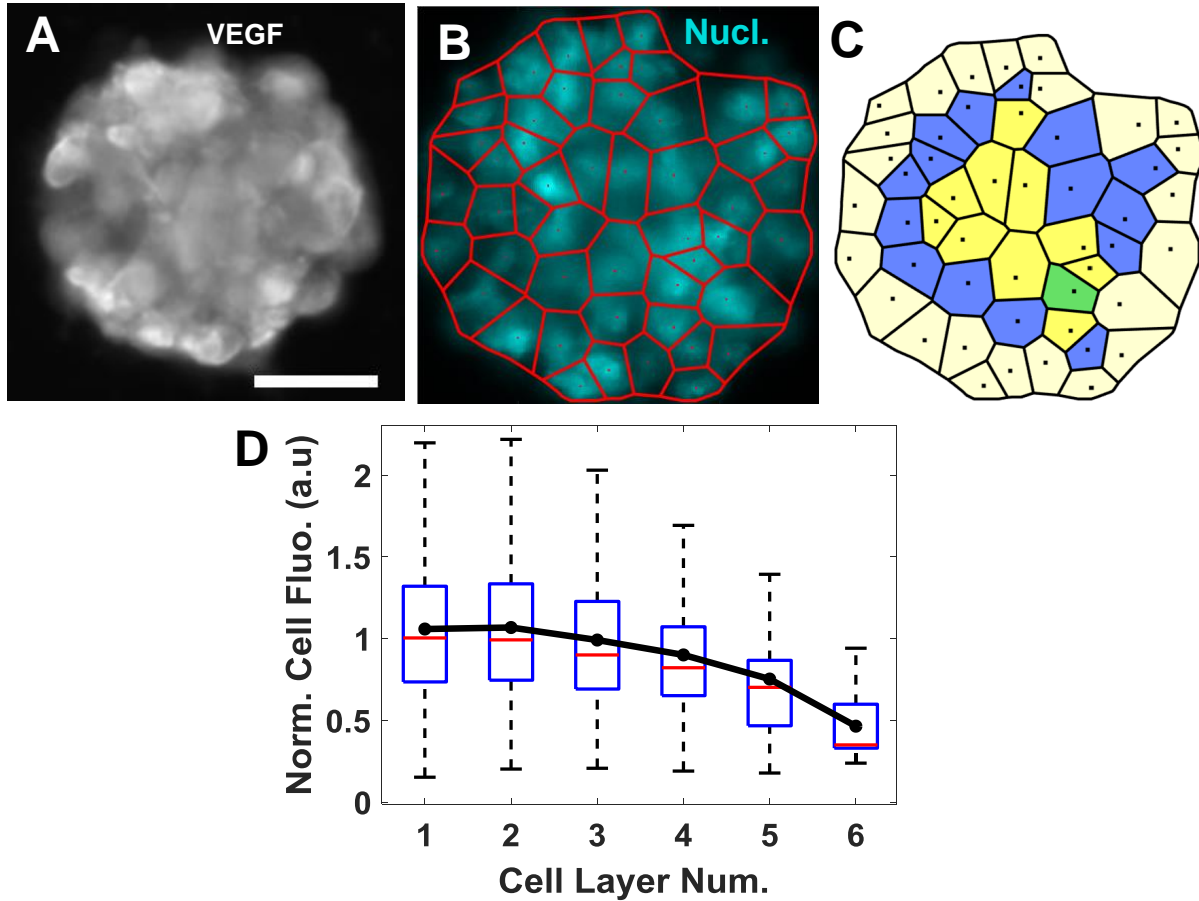 A
VEGF
B
Nucl.
C
D
Norm. Cell Fluo. (a.u)
2
1.5
1
0.5
0
1 2 3 4 5 6
Cell Layer Num.